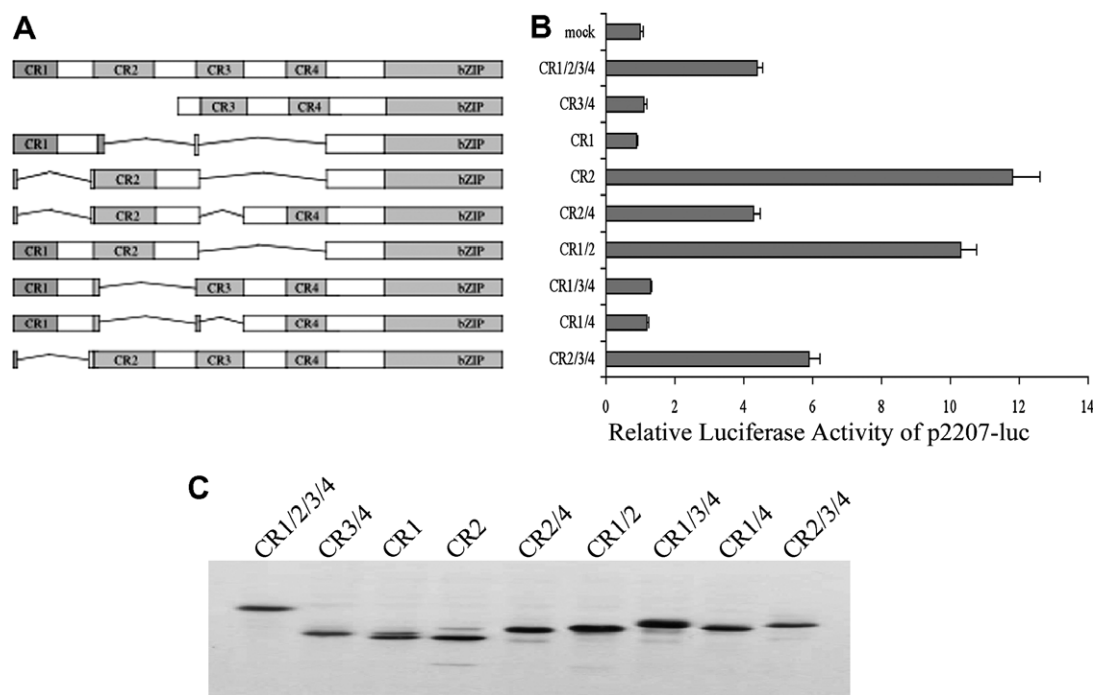 A
CR1 CR2 CR3 CR4 bZIP
CR3 CR4 bZIP
CR1 bZIP
CR2 bZIP
CR2 CR4 bZIP
CR1 CR2 bZIP
CR1 CR3 CR4 bZIP
CR1 CR4 bZIP
CR2 CR3 CR4 bZIP
B
mock
CR1/2/3/4
CR3/4
CR1
CR2
CR2/4
CR1/2
CR1/3/4
CR1/4
CR2/3/4
0 2 4 6 8 10 12 14
Relative Luciferase Activity of p2207-luc
C
CR1/2/3/4 CR3/4 CR1 CR2 CR2/4 CR1/2 CR1/3/4 CR1/4 CR2/3/4